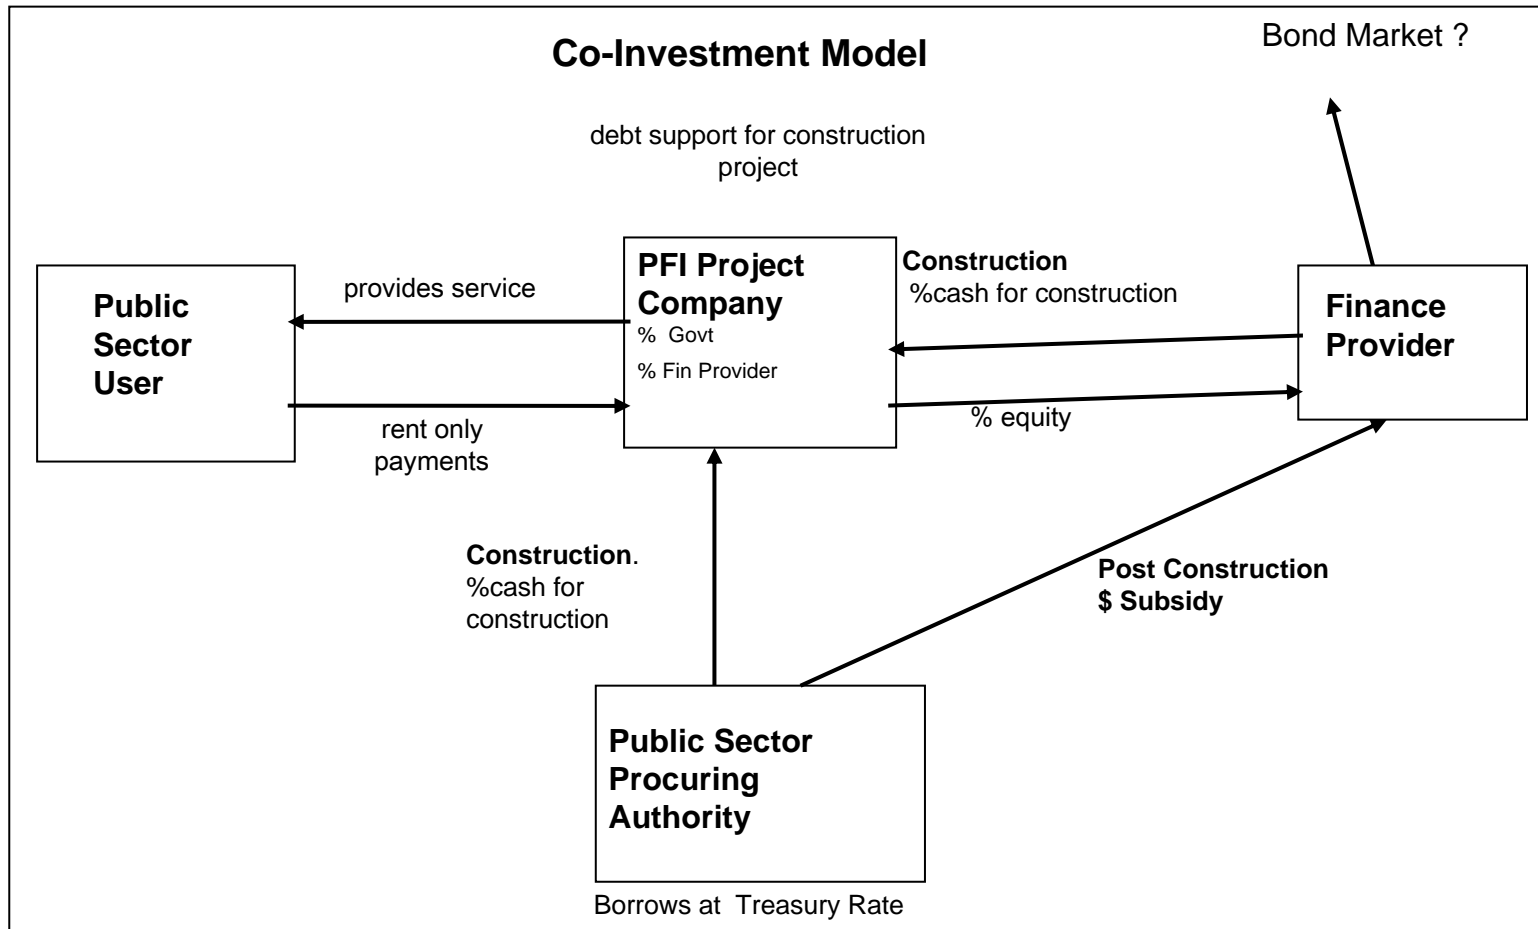 Co-Investment Model
Bond Market ?
debt support for construction
project
Public
Sector
User
provides service
rent only
payments
PFI Project
Company
% Govt
% Fin Provider
Construction
%cash for construction
% equity
Finance
Provider
Construction.
%cash for
construction
Post Construction
$ Subsidy
Public Sector
Procuring
Authority
Borrows at Treasury Rate